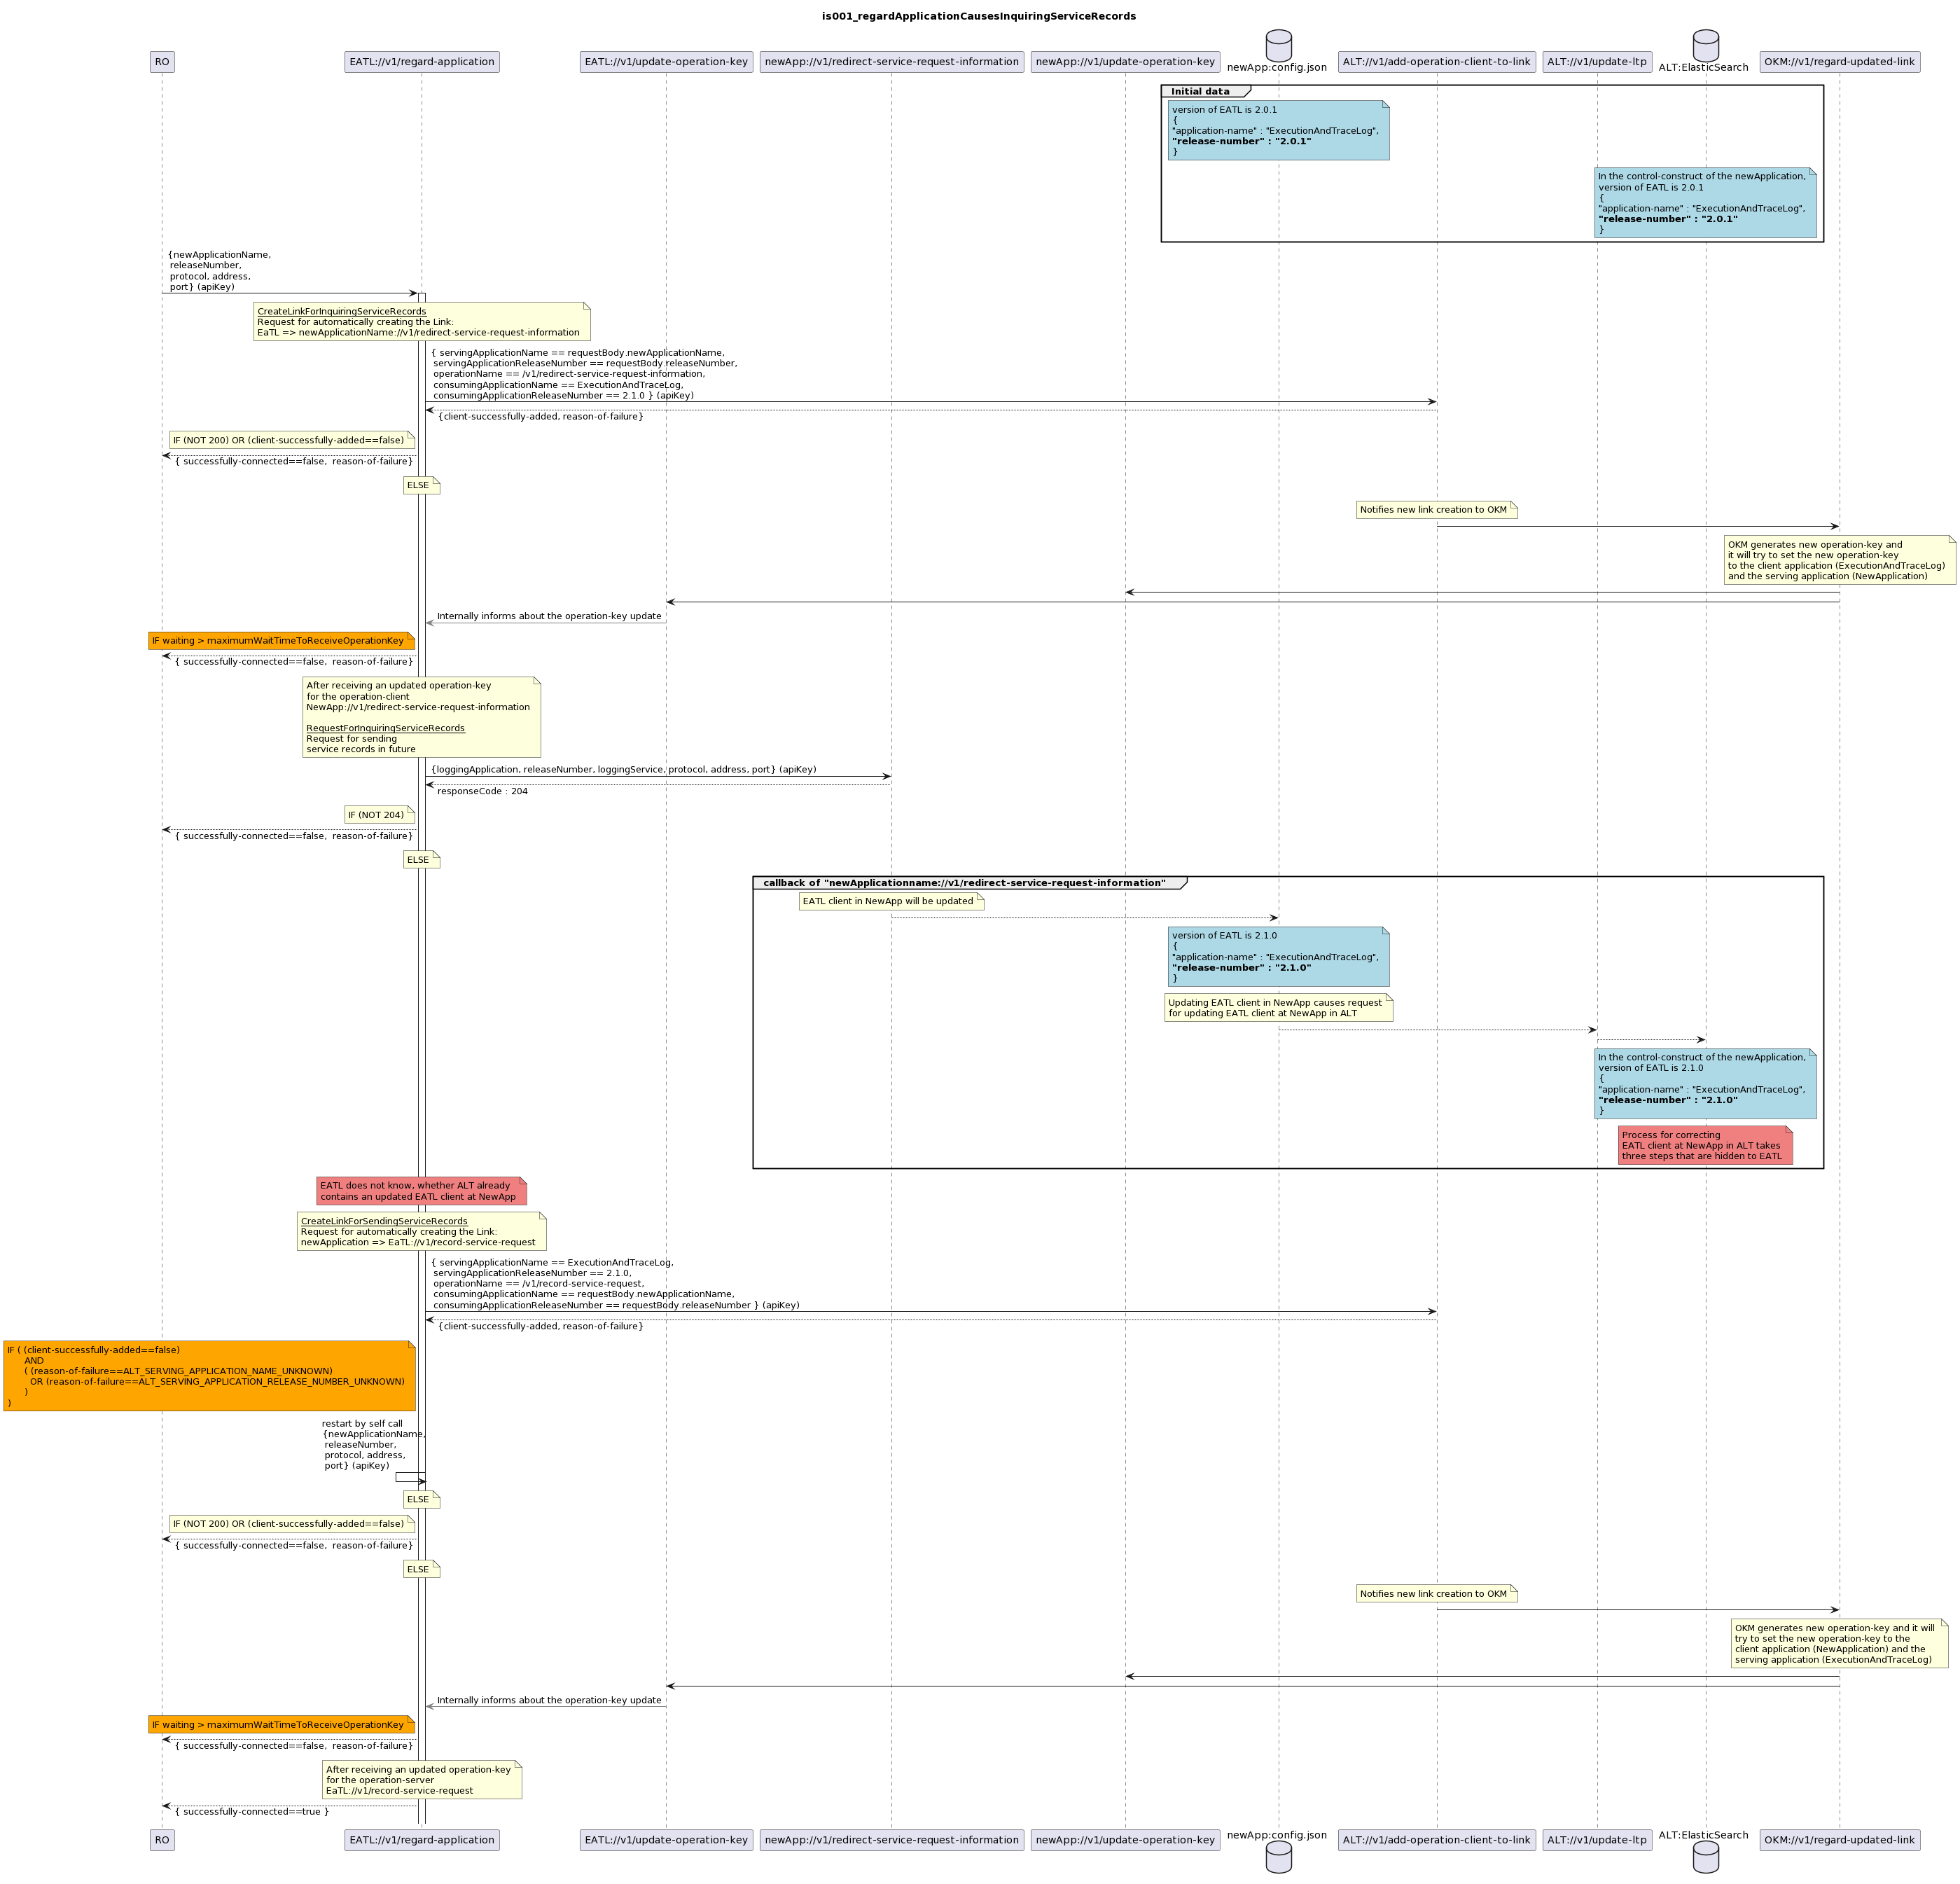 is001_regardApplicationCausesInquiringServiceRecords
RO
EATL://v1/regard-application
EATL://v1/update-operation-key
newApp://v1/redirect-service-request-information
newApp://v1/update-operation-key
newApp:config.json
ALT://v1/add-operation-client-to-link
ALT://v1/update-ltp
ALT:ElasticSearch
OKM://v1/regard-updated-link
Initial data
version of EATL is 2.0.1
{
"application-name" : "ExecutionAndTraceLog",
"release-number" : "2.0.1"
}
In the control-construct of the newApplication,
version of EATL is 2.0.1
{
"application-name" : "ExecutionAndTraceLog",
"release-number" : "2.0.1"
}
{newApplicationName,
releaseNumber,
protocol, address,
port} (apiKey)
CreateLinkForInquiringServiceRecords
Request for automatically creating the Link:
EaTL => newApplicationName://v1/redirect-service-request-information
{ servingApplicationName == requestBody.newApplicationName,
servingApplicationReleaseNumber == requestBody.releaseNumber,
operationName == /v1/redirect-service-request-information,
consumingApplicationName == ExecutionAndTraceLog,
consumingApplicationReleaseNumber == 2.1.0 } (apiKey)
{client-successfully-added, reason-of-failure}
IF (NOT 200) OR (client-successfully-added==false)
{ successfully-connected==false,  reason-of-failure}
ELSE
Notifies new link creation to OKM
OKM generates new operation-key and
it will try to set the new operation-key
to the client application (ExecutionAndTraceLog)
and the serving application (NewApplication)
Internally informs about the operation-key update
IF waiting > maximumWaitTimeToReceiveOperationKey
{ successfully-connected==false,  reason-of-failure}
After receiving an updated operation-key
for the operation-client
NewApp://v1/redirect-service-request-information
RequestForInquiringServiceRecords
Request for sending
service records in future
{loggingApplication, releaseNumber, loggingService, protocol, address, port} (apiKey)
responseCode : 204
IF (NOT 204)
{ successfully-connected==false,  reason-of-failure}
ELSE
callback of "newApplicationname://v1/redirect-service-request-information"
EATL client in NewApp will be updated
version of EATL is 2.1.0
{
"application-name" : "ExecutionAndTraceLog",
"release-number" : "2.1.0"
}
Updating EATL client in NewApp causes request
for updating EATL client at NewApp in ALT
In the control-construct of the newApplication,
version of EATL is 2.1.0
{
"application-name" : "ExecutionAndTraceLog",
"release-number" : "2.1.0"
}
Process for correcting
EATL client at NewApp in ALT takes
three steps that are hidden to EATL
EATL does not know, whether ALT already
contains an updated EATL client at NewApp
CreateLinkForSendingServiceRecords
Request for automatically creating the Link:
newApplication => EaTL://v1/record-service-request
{ servingApplicationName == ExecutionAndTraceLog,
servingApplicationReleaseNumber == 2.1.0,
operationName == /v1/record-service-request,
consumingApplicationName == requestBody.newApplicationName,
consumingApplicationReleaseNumber == requestBody.releaseNumber } (apiKey)
{client-successfully-added, reason-of-failure}
IF ( (client-successfully-added==false)
AND
( (reason-of-failure==ALT_SERVING_APPLICATION_NAME_UNKNOWN)
OR (reason-of-failure==ALT_SERVING_APPLICATION_RELEASE_NUMBER_UNKNOWN)
)
)
restart by self call
{newApplicationName,
releaseNumber,
protocol, address,
port} (apiKey)
ELSE
IF (NOT 200) OR (client-successfully-added==false)
{ successfully-connected==false,  reason-of-failure}
ELSE
Notifies new link creation to OKM
OKM generates new operation-key and it will
try to set the new operation-key to the
client application (NewApplication) and the
serving application (ExecutionAndTraceLog)
Internally informs about the operation-key update
IF waiting > maximumWaitTimeToReceiveOperationKey
{ successfully-connected==false,  reason-of-failure}
After receiving an updated operation-key
for the operation-server
EaTL://v1/record-service-request
{ successfully-connected==true }
RO
EATL://v1/regard-application
EATL://v1/update-operation-key
newApp://v1/redirect-service-request-information
newApp://v1/update-operation-key
newApp:config.json
ALT://v1/add-operation-client-to-link
ALT://v1/update-ltp
ALT:ElasticSearch
OKM://v1/regard-updated-link